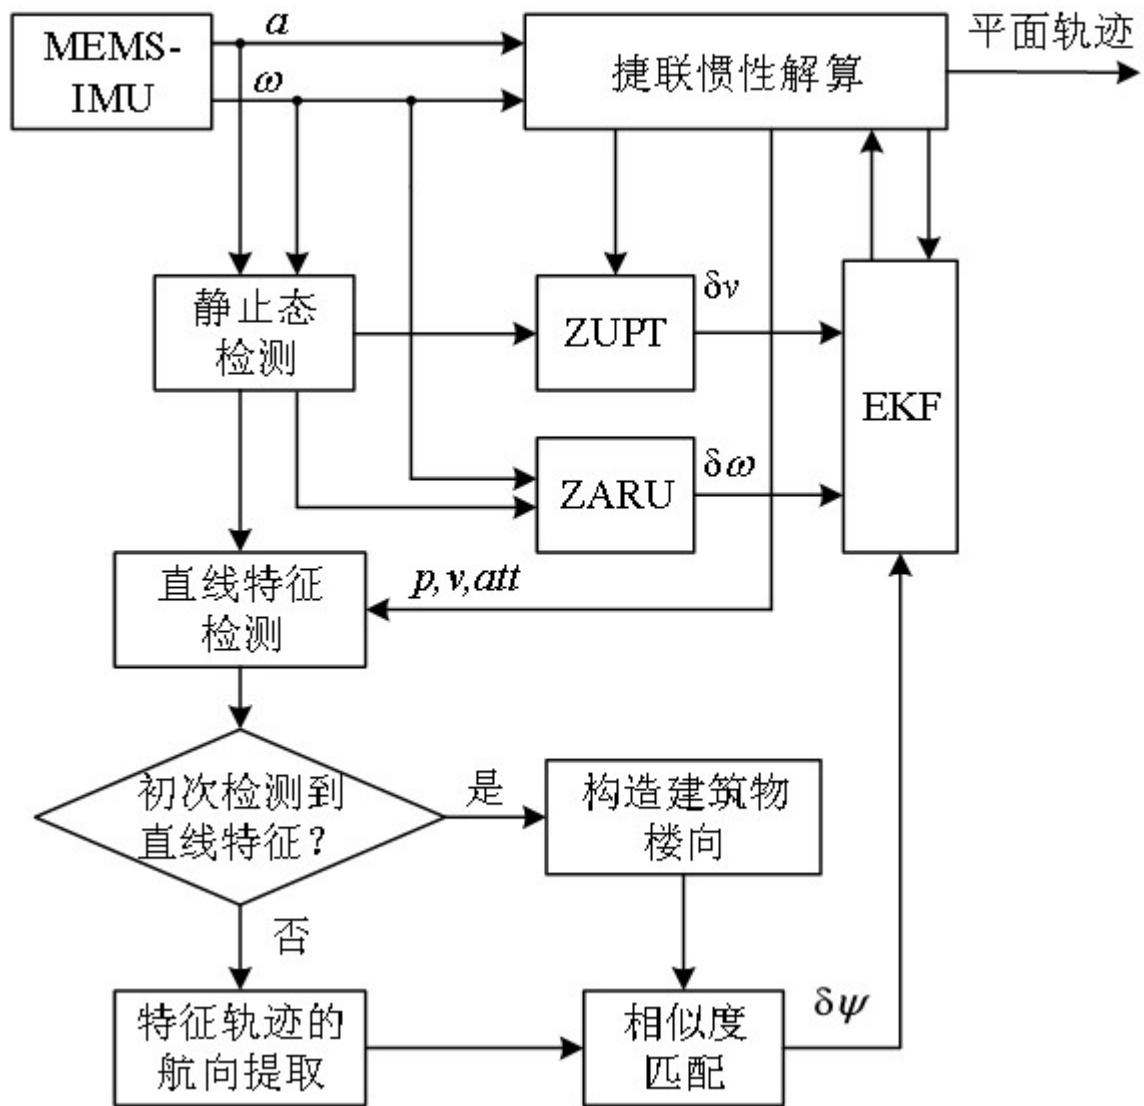 MEMS-
IMU
a
ω
捷联惯性解算
平面轨迹
静止态
检测
ZUPT
δv
EKF
ZARU
δω
直线特征
检测
p,v,att
初次检测到
直线特征？
是
构造建筑物
楼向
否
特征轨迹的
航向提取
相似度
匹配
δψ